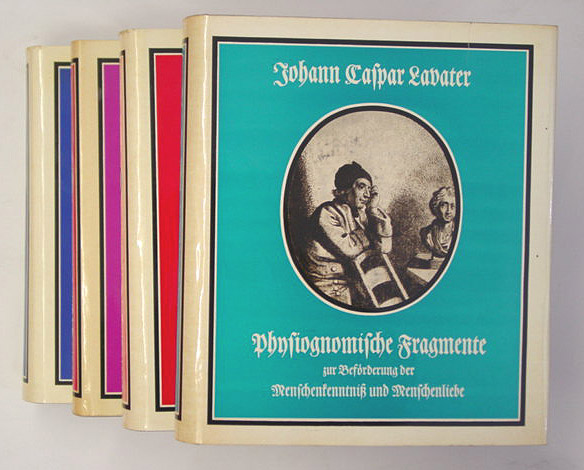 Johann Caſpar Lavater
Phyſiognomiſche Fragmente
zur Beförderung der
Menſchenkenntniß und Menſchenliebe